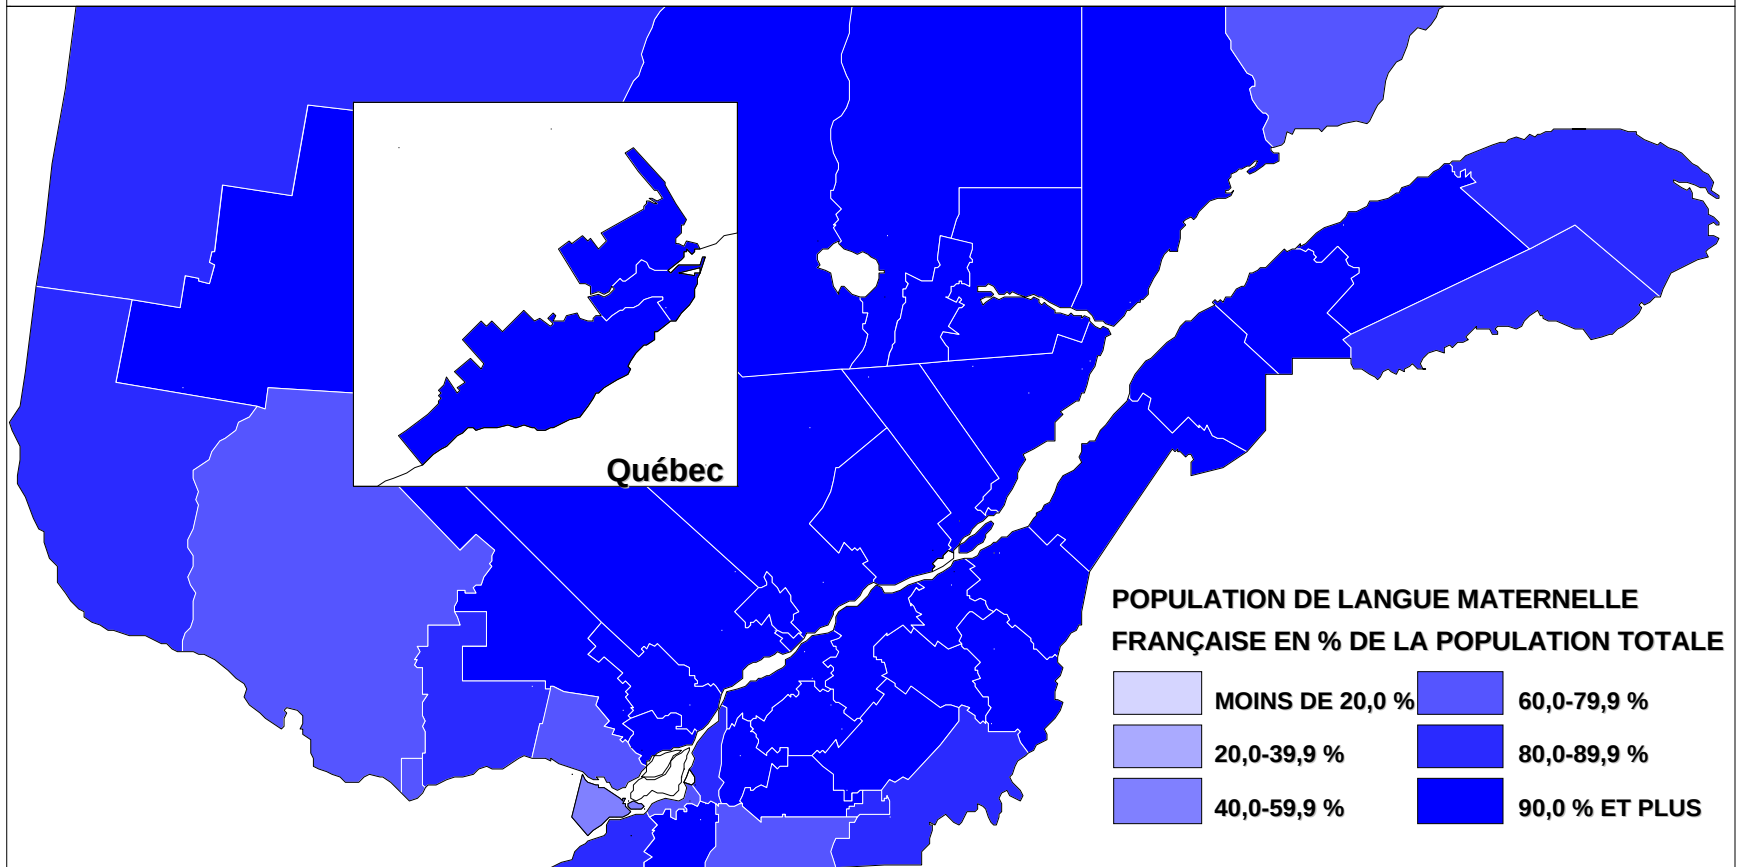 Québec
POPULATION DE LANGUE MATERNELLE
FRANÇAISE EN % DE LA POPULATION TOTALE
MOINS DE 20,0 %
20,0-39,9 %
40,0-59,9 %
60,0-79,9 %
80,0-89,9 %
90,0 % ET PLUS